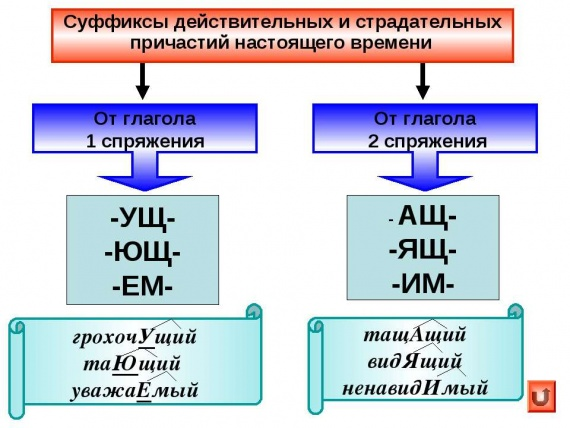 Суффиксы действительных и страдательных
причастий настоящего времени
От глагола
1 спряжения
-УЩ-
-ЮЩ-
-ЕМ-
грохочУщий
таЮщий
уважаЕмый
От глагола
2 спряжения
- АЩ-
-ЯЩ-
-ИМ-
тащАщий
видЯщий
ненавидИмый